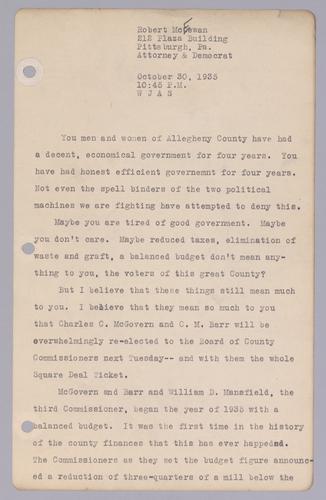 Robert McEwan
212 Plaza Building
Pittsburgh, Pa.
Attorney & Democrat
October 30, 1935
10:45 P.M.
W J A S
You men and women of Allegheny County have had
a decent, economical government for four years. You
have had honest efficient governemnt for four years.
Not even the spell binders of the two political
machines we are fighting have attempted to deny this.
Maybe you are tired of good government. Maybe
you don't care. Maybe reduced taxes, elimination of
waste and graft, a balanced budget don't mean any-
thing to you, the voters of this great County?
But I believe that these things still mean much
to you. I believe that they mean so much to you
that Charles C. McGovern and C. M. Barr will be
overwhelmingly re-elected to the Board of County
Commissioners next Tuesday-- and with them the whole
Square Deal Ticket.
McGovern and Barr and William D. Mansfield, the
third Commissioner, began the year of 1935 with a
balanced budget. It was the first time in the history
of the county finances that this has ever happedned.
The Commissioners as they met the budget figure announc-
ed a reduction of three-quarters of a mill below the